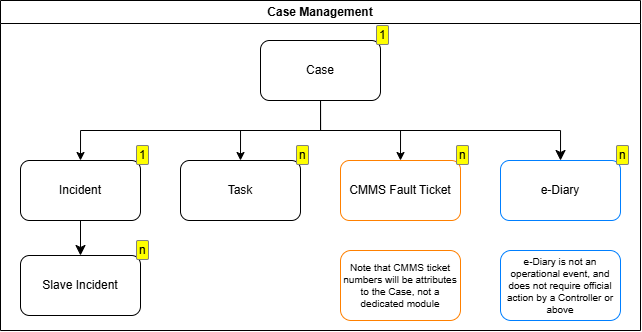 Case Management
1
Case
1
n
n
n
Incident
Task
CMMS Fault Ticket
e-Diary
n
Slave Incident
Note that CMMS ticket
numbers will be attributes
to the Case, not a
dedicated module
e-Diary is not an
operational event, and
does not require official
action by a Controller or
above